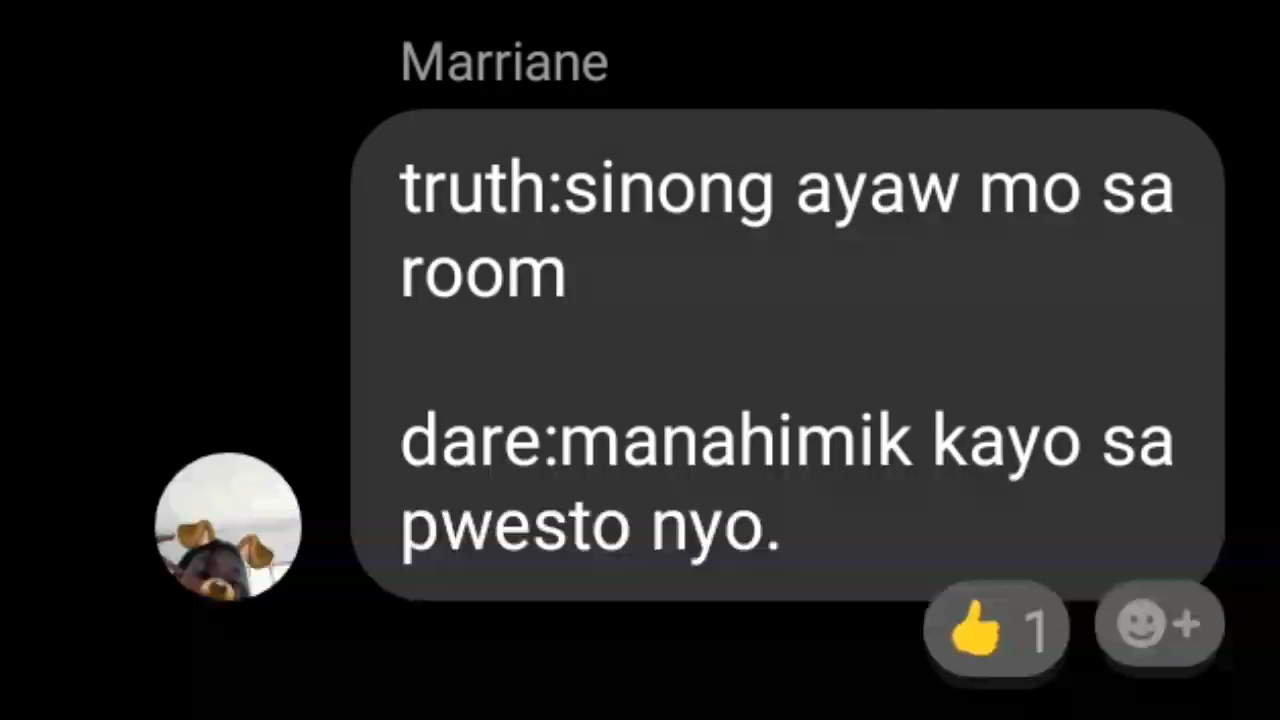 Marriane
truth:sinong ayaw mo sa
room
dare:manahimik kayo sa
pwesto nyo.
1